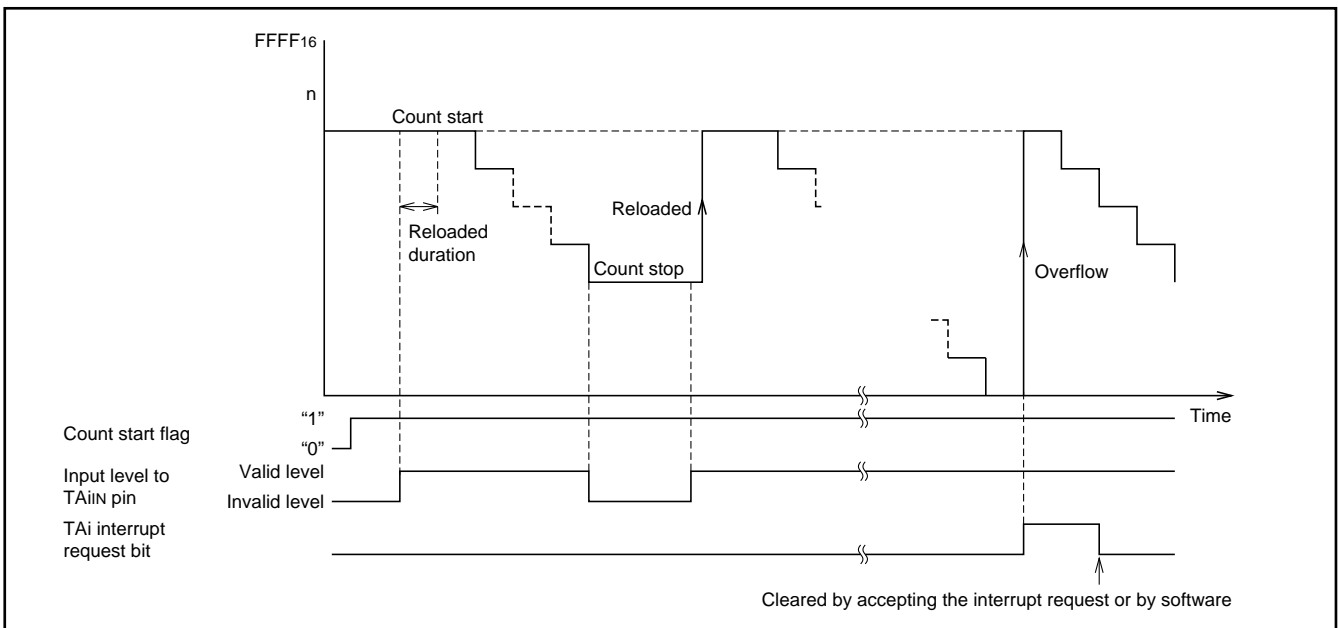 FFFF16
n
Count start
Reloaded
duration
Reloaded
Count stop
Overflow
Time
Count start flag
“1”
“0”
Input level to
TAiIN pin
Valid level
Invalid level
TAi interrupt
request bit
Cleared by accepting the interrupt request or by software